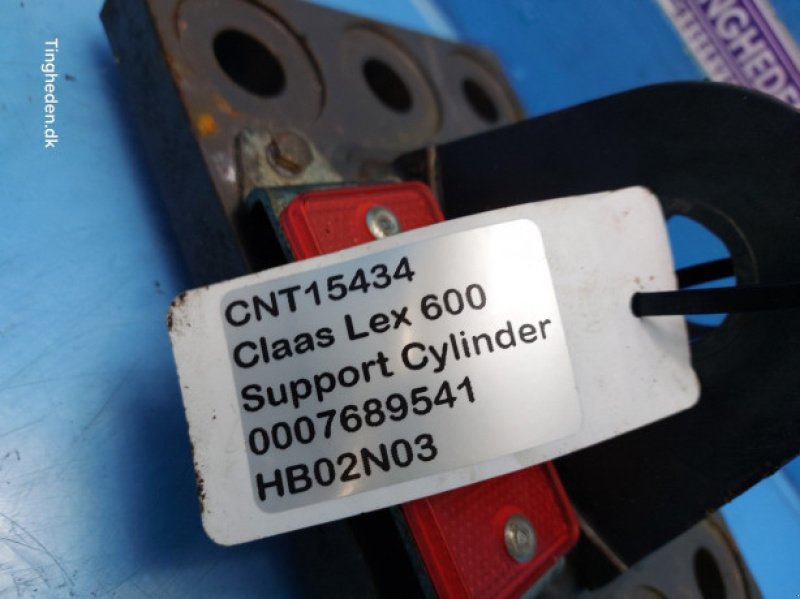 Tingheden.dk
CNT15434
Claas Lex 600
Support Cylinder
0007689541
HB02N03